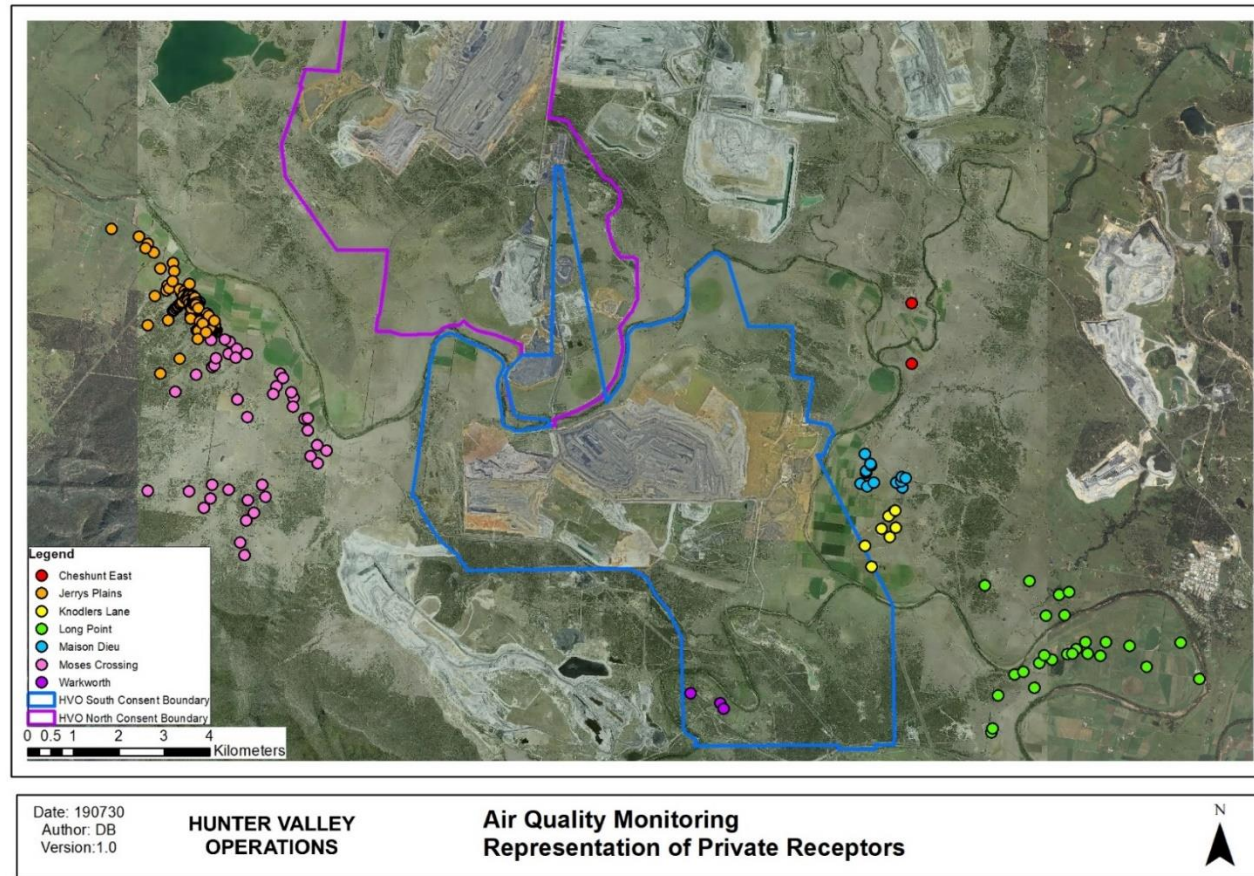 Legend
Cheshunt East
Jerrys Plains
Knodlers Lane
Long Point
Maison Dieu
Moses Crossing
Warkworth
HVO South Consent Boundary
HVO North Consent Boundary
0 0.5 1 2 3 4
Kilometers
Date: 190730
Author: DB
Version:1.0
HUNTER VALLEY
OPERATIONS
Air Quality Monitoring
Representation of Private Receptors
N